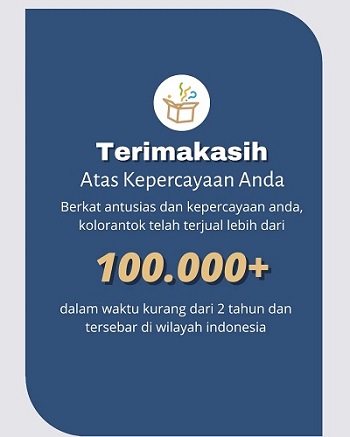 Terimakasih
Atas Kepercayaan Anda
Berkat antusias dan kepercayaan anda,
kolorantok telah terjual lebih dari
100.000+
dalam waktu kurang dari 2 tahun dan
tersebar di wilayah indonesia